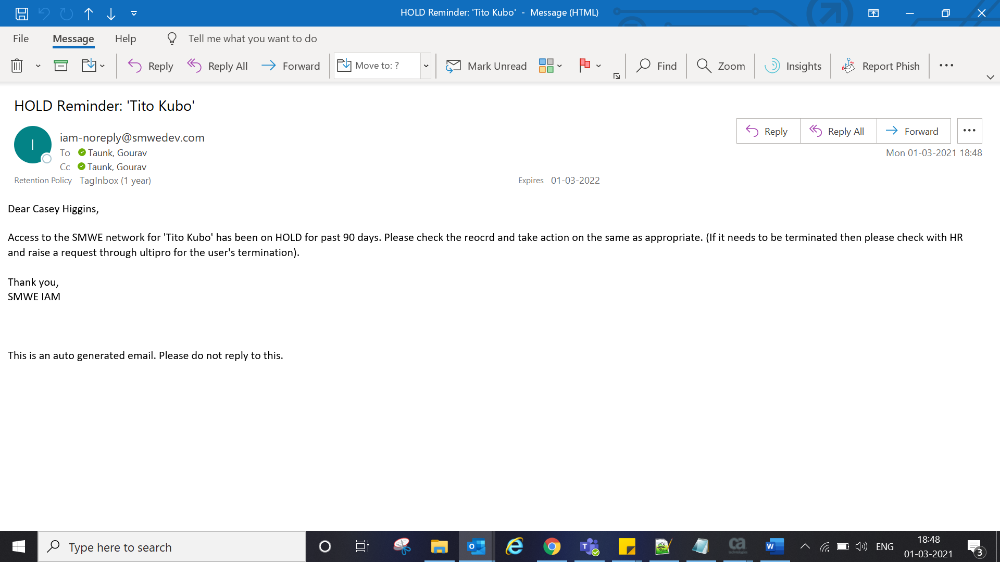 HOLD Reminder: 'Tito Kubo' - Message (HTML)
File Message Help Tell me what you want to do
Reply Reply All Forward Move to: ? Mark Unread Find Zoom Insights Report Phish
HOLD Reminder: 'Tito Kubo'
I
iam-noreply@smwedev.com
Reply Reply All Forward
To Taunk, Gourav
Mon 01-03-2021 18:48
Cc Taunk, Gourav
Retention Policy TagInbox (1 year) Expires 01-03-2022
Dear Casey Higgins,
Access to the SMWE network for 'Tito Kubo' has been on HOLD for past 90 days. Please check the reocrd and take action on the same as appropriate. (If it needs to be terminated then please check with HR
and raise a request through ultipro for the user's termination).
Thank you,
SMWE IAM
This is an auto generated email. Please do not reply to this.
Type here to search
ca
technologies
ENG
18:48
01-03-2021
3